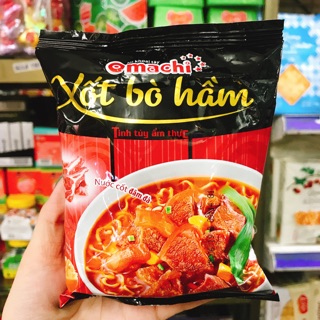 Omachi
Xốt bò hầm
Tinh túy ẩm thực
Nước cốt đậm đà